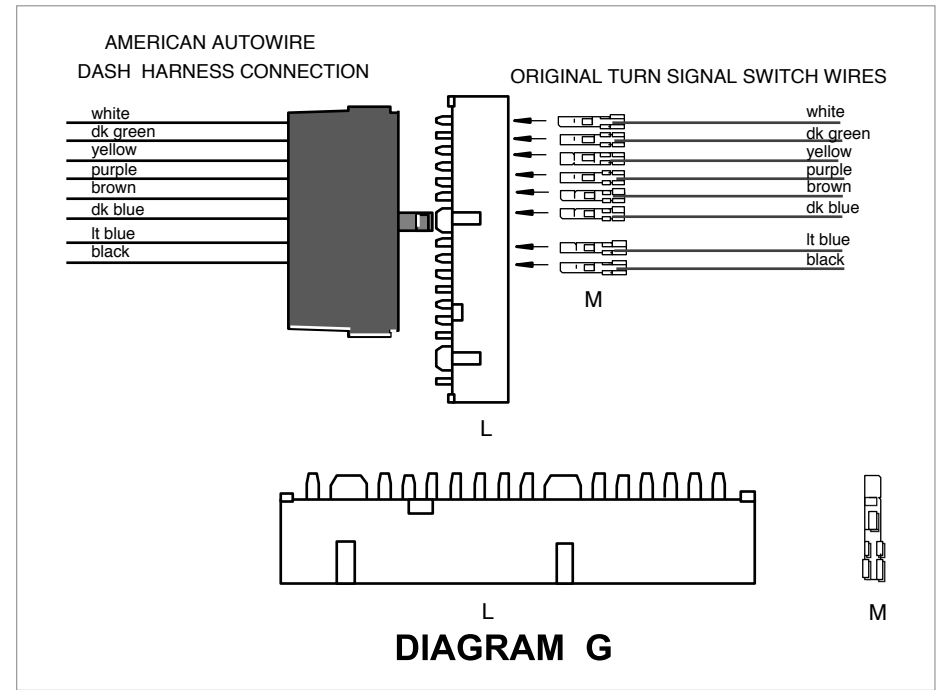 AMERICAN AUTOWIRE
DASH HARNESS CONNECTION
ORIGINAL TURN SIGNAL SWITCH WIRES
white
dk green
yellow
purple
brown
dk blue
lt blue
black
white
dk green
yellow
purple
brown
dk blue
lt blue
black
M
L
L
M
DIAGRAM G